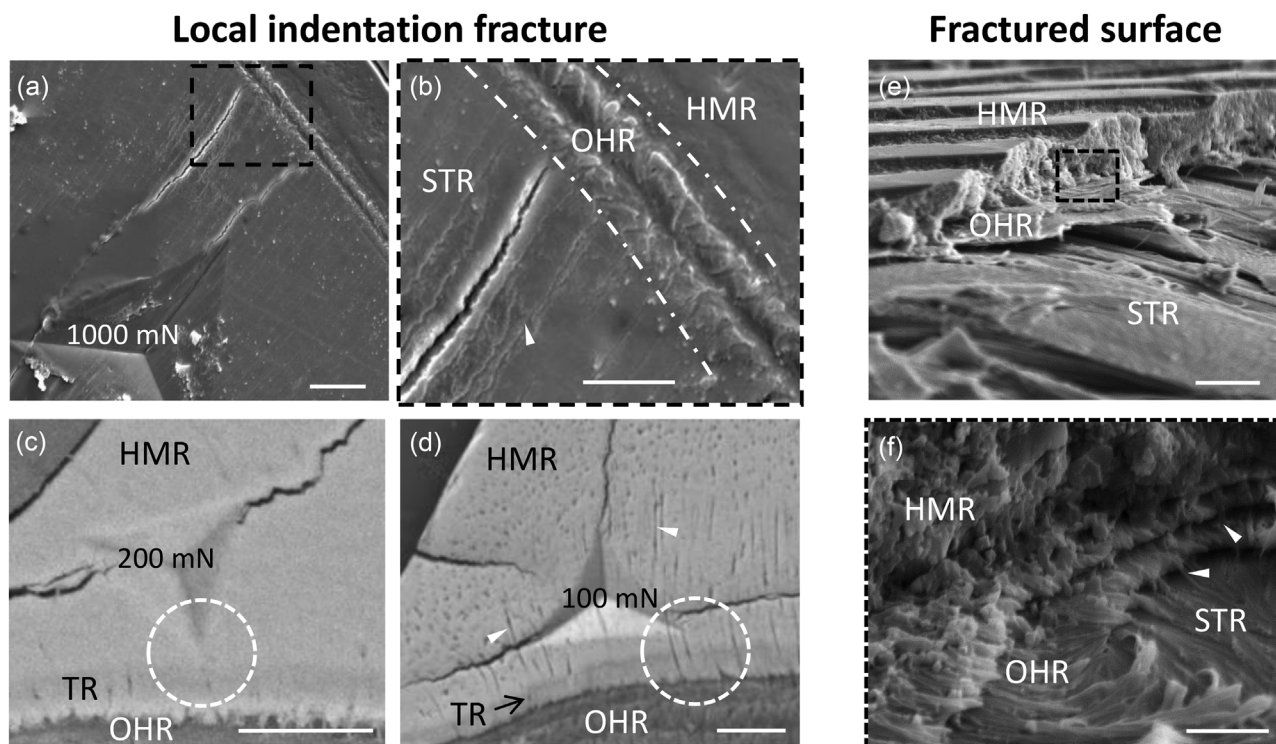 Local indentation fracture
Fractured surface
(a)
1000 mN
(b)
HMR
OHR
STR
(e)
HMR
OHR
STR
(c)
HMR
200 mN
TR
OHR
(d)
HMR
100 mN
TR
OHR
(f)
HMR
STR
OHR